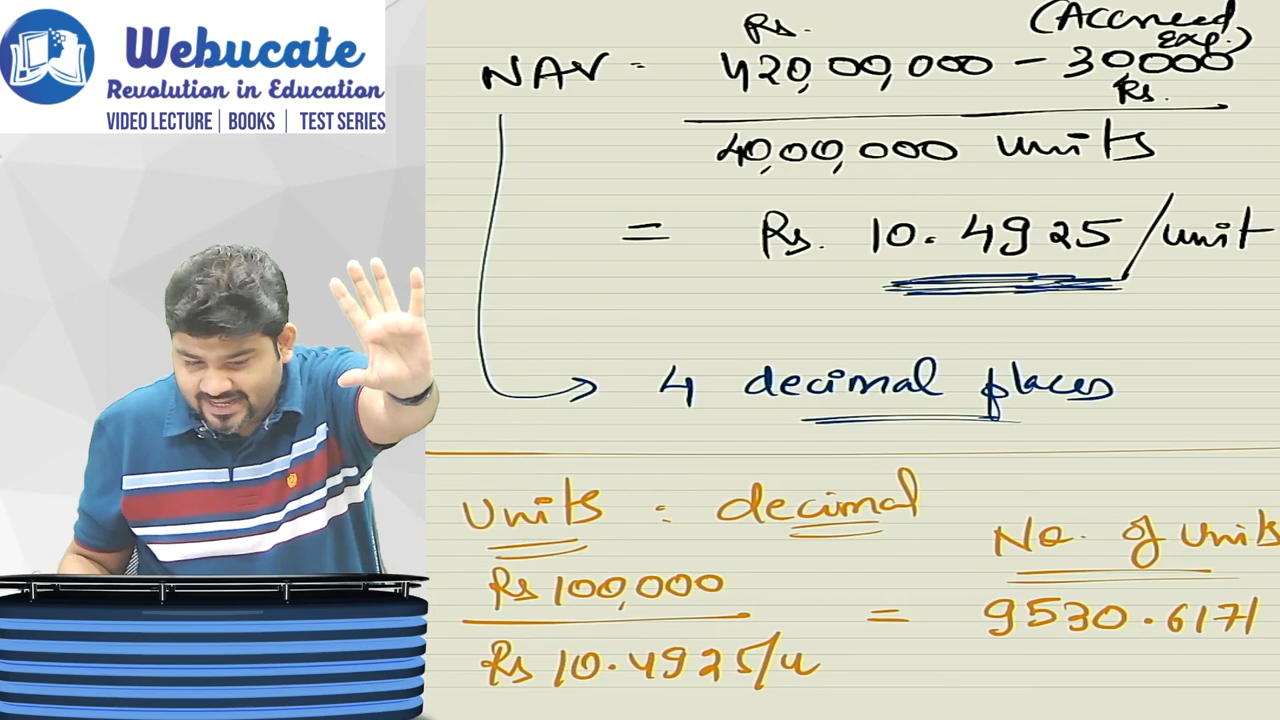 Webucate
Revolution in Education
VIDEO LECTURE | BOOKS | TEST SERIES
Rs. (Accrued Exp.)
NAV = 420,00,000 - 30000
Rs.
40,00,000 units
= Rs. 10.4925/unit
4 decimal places
Units : decimal
No. of units
Rs 100,000
= 9530.6171
Rs 10.4925/u